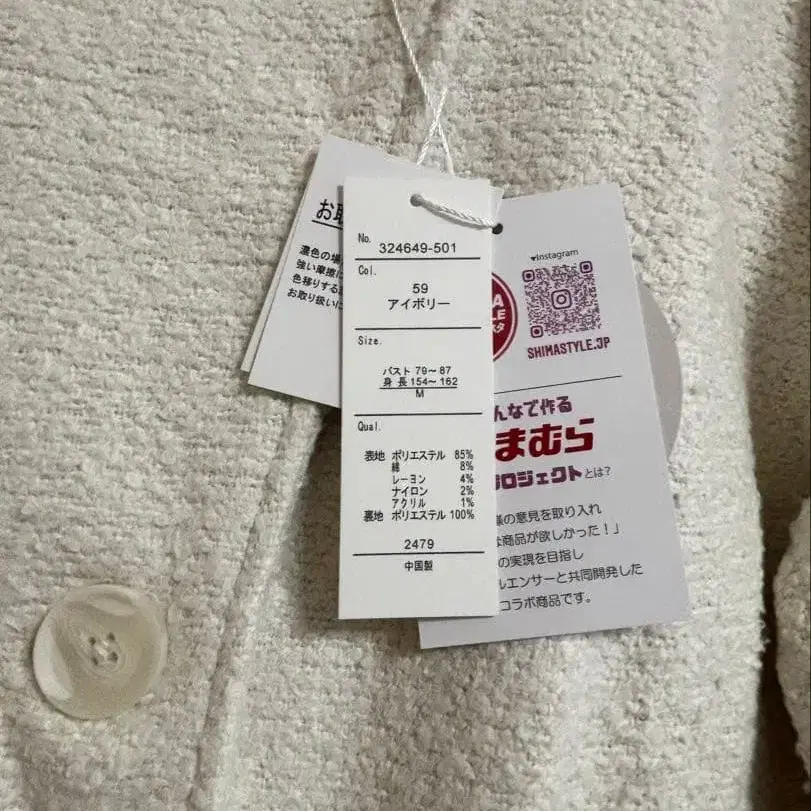 お取
濃色の場
強い摩擦
色移りする
お取り扱いに
No.
324649-501
Col.
59
アイボリー
Size.
バスト 79～87
身長 154～162
M
Qual.
表地 ポリエステル 85%
綿 8%
レーヨン 4%
ナイロン 2%
アクリル 1%
裏地 ポリエステル 100%
2479
中国製
♥Instagram
SHIMASTYLE.JP
んなで作る
まむら
プロジェクトとは?
様の意見を取り入れ
な商品が欲しかった!」
の実現を目指し
ルエンサーと共同開発した
コラボ商品です。